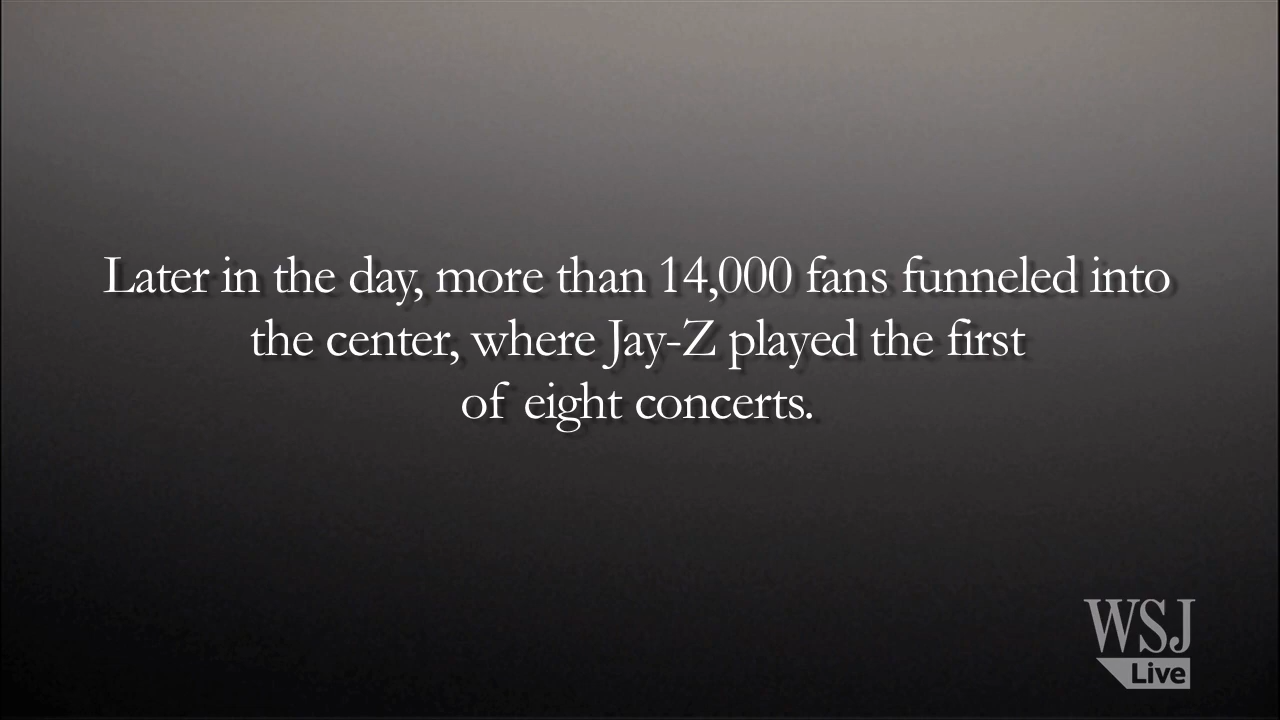 Later in the day, more than 14,000 fans funneled into
the center, where Jay-Z played the first
of eight concerts.
WSJ
Live